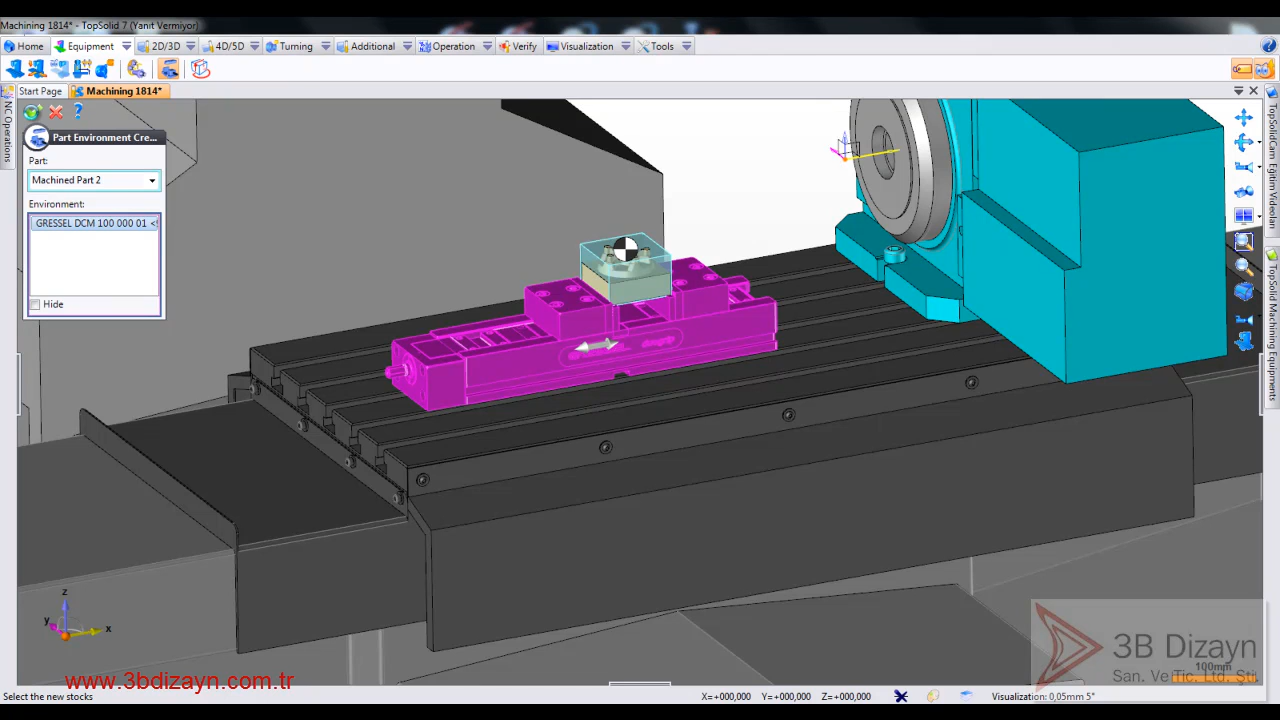 Machining 1814* - TopSolid 7 (Yanıt Vermiyor)
Home Equipment 2D/3D 4D/5D Turning Additional Operation Verify Visualization Tools
Start Page Machining 1814*
NC Operations
Part Environment Cre...
Part:
Machined Part 2
Environment:
GRESSEL DCM 100 000 01 <
Hide
TopSolidCam Eğitim Videoları
TopSolid Machining Equipments
z
y
x
3B Dizayn
100mm
San. Ve Tic. Ltd. Şti.
www.3bdizayn.com.tr
Select the new stocks X=+000,000 Y=+000,000 Z=+000,000 Visualization: 0,05mm 5°